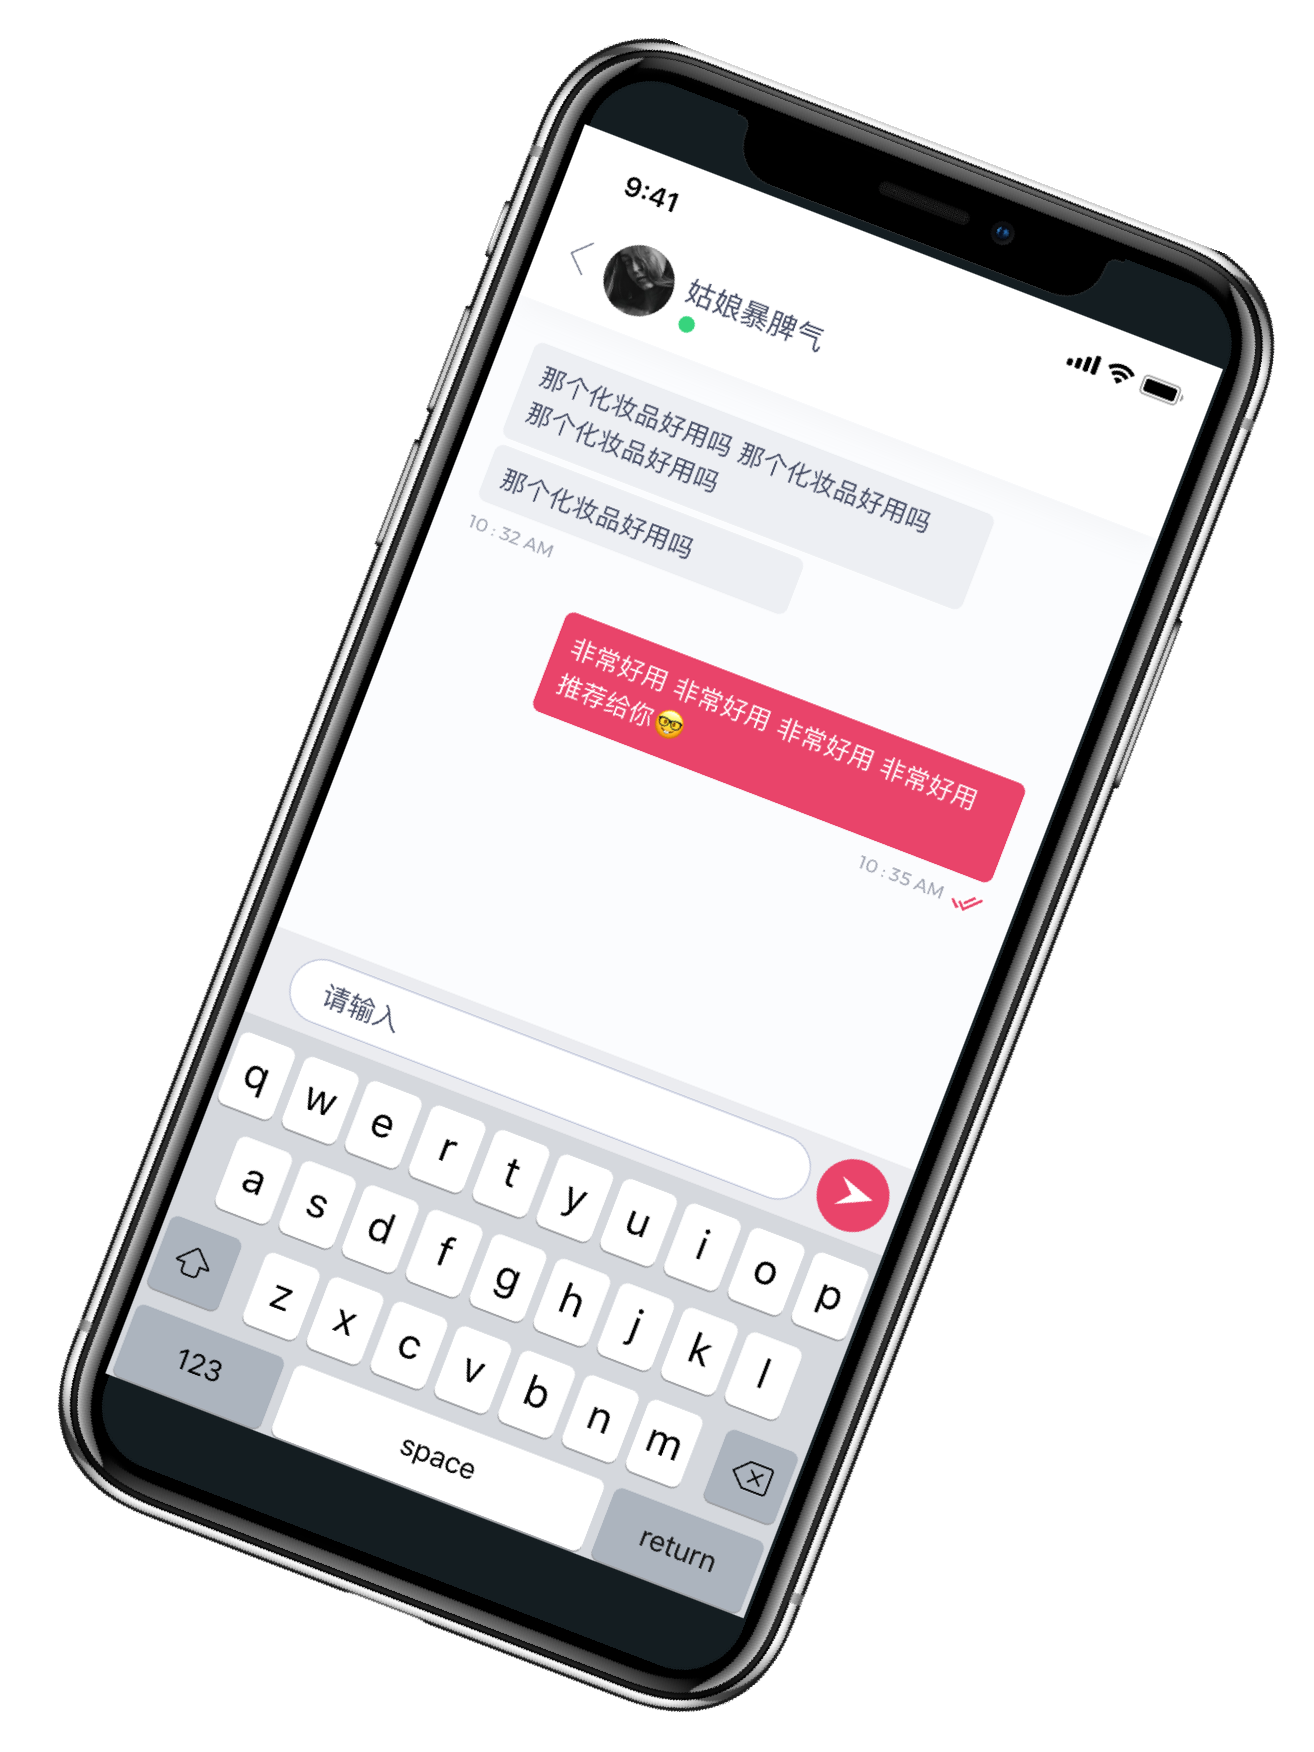 9:41
姑娘暴脾气
那个化妆品好用吗 那个化妆品好用吗
那个化妆品好用吗
那个化妆品好用吗
10 : 32 AM
非常好用 非常好用 非常好用 非常好用
推荐给你🤓
10 : 35 AM
请输入
q w e r t y u i o p
a s d f g h j k l
z x c v b n m
123 space return